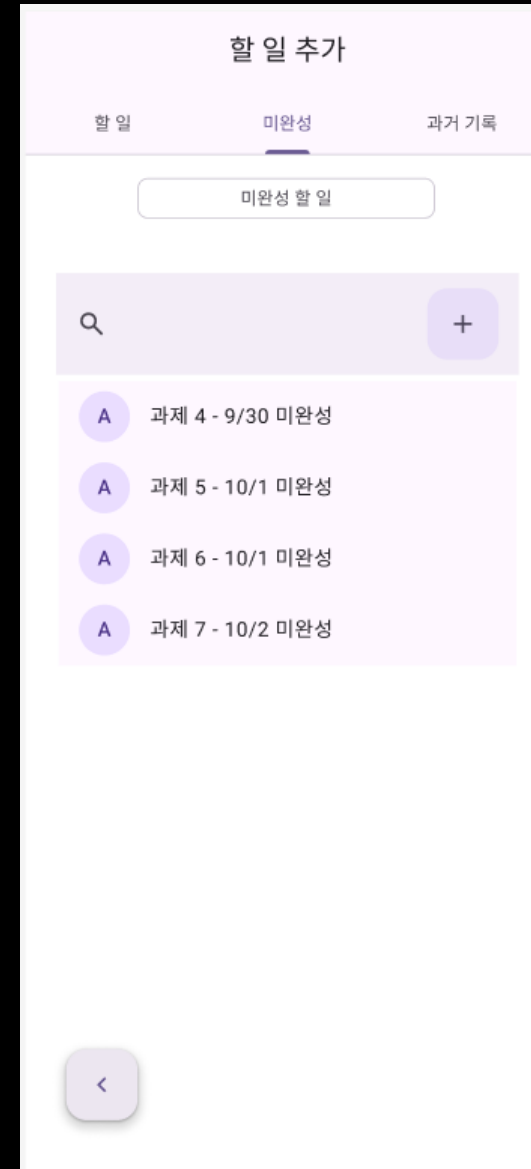 할 일 추가
할 일 미완성 과거 기록
미완성 할 일
+
A 과제 4 - 9/30 미완성
A 과제 5 - 10/1 미완성
A 과제 6 - 10/1 미완성
A 과제 7 - 10/2 미완성